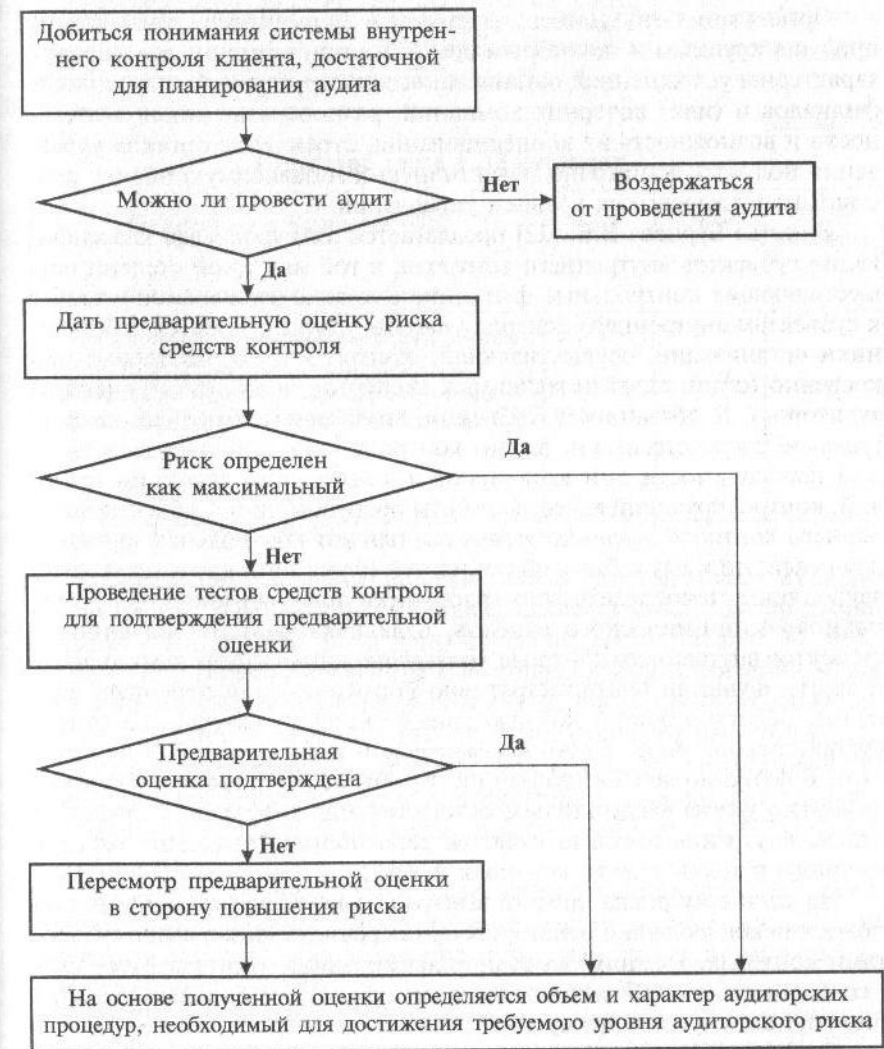 Добиться понимания системы внутрен-
него контроля клиента, достаточной
для планирования аудита
Можно ли провести аудит
Нет
Воздержаться
от проведения аудита
Да
Дать предварительную оценку риска
средств контроля
Риск определен
как максимальный
Да
Нет
Проведение тестов средств контроля
для подтверждения предварительной
оценки
Предварительная
оценка подтверждена
Да
Нет
Пересмотр предварительной оценки
в сторону повышения риска
На основе полученной оценки определяется объем и характер аудиторских
процедур, необходимый для достижения требуемого уровня аудиторского риска